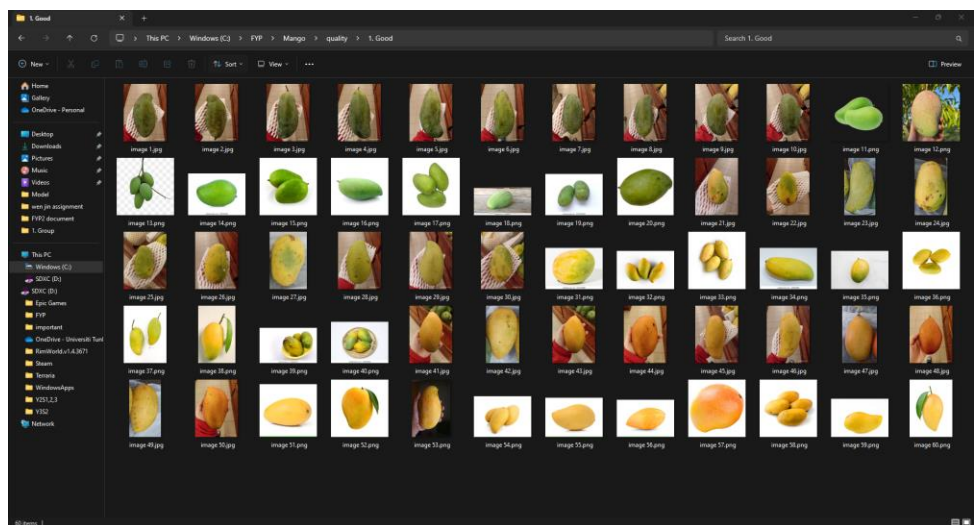 1. Good
This PC > Windows (C:) > FYP > Mango > quality > 1. Good
Search 1. Good
New
Sort
View
Preview
Home
Gallery
OneDrive - Personal
Desktop
Downloads
Pictures
Music
Videos
Model
wen jin assignment
FYP2 document
1. Group
This PC
Windows (C:)
SDXC (D:)
SDXC (D:)
Epic Games
FYP
important
OneDrive - Universiti Tunl
RimWorld.v1.4.3671
Steam
Terraria
WindowsApps
Y2S1,2,3
Y3S2
Network
image 1.jpg image 2.jpg image 3.jpg image 4.jpg image 5.jpg image 6.jpg image 7.jpg image 8.jpg image 9.jpg image 10.jpg image 11.png image 12.png
image 13.png image 14.png image 15.png image 16.png image 17.png image 18.png image 19.png image 20.png image 21.jpg image 22.jpg image 23.jpg image 24.jpg
image 25.jpg image 26.jpg image 27.jpg image 28.jpg image 29.jpg image 30.jpg image 31.png image 32.png image 33.png image 34.png image 35.png image 36.png
image 37.png image 38.png image 39.png image 40.png image 41.jpg image 42.jpg image 43.jpg image 44.jpg image 45.jpg image 46.jpg image 47.jpg image 48.jpg
image 49.jpg image 50.jpg image 51.png image 52.png image 53.png image 54.png image 55.png image 56.png image 57.png image 58.png image 59.png image 60.png
60 items